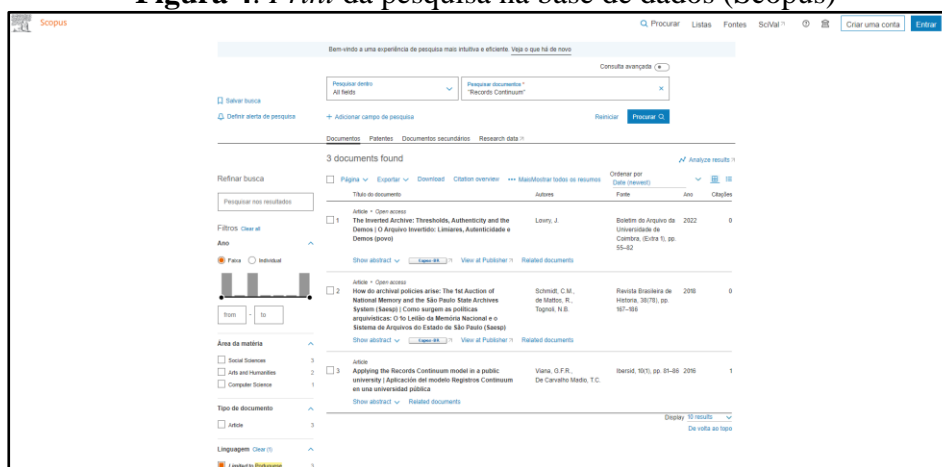 Figura 4. Print da pesquisa na base de dados (Scopus)
Scopus
Procurar Listas Fontes SciVal Criar uma conta Entrar
Bem-vindo a uma experiência de pesquisa mais intuitiva e eficiente. Veja o que há de novo
Consulta avançada
Pesquisar dentro
All fields
Pesquisar documentos *
"Records Continuum"
Salvar busca
Definir alerta de pesquisa
+ Adicionar campo de pesquisa
Reiniciar Procurar
Documentos Patentes Documentos secundários Research data
3 documents found
Analyze results
Refinar busca
Pesquisar nos resultados
Página Exportar Download Citation overview ••• MaisMostrar todos os resumos
Ordenar por
Date (newest)
Título do documento Autores Fonte Ano Citações
Filtros Clear all
Ano
Faixa Individual
from - to
Article • Open access
1 The Inverted Archive: Thresholds, Authenticity and the Demos | O Arquivo Invertido: Limiares, Autenticidade e Demos (povo)
Lowry, J.
Boletim do Arquivo da Universidade de Coimbra, (Extra 1), pp. 55–82
2022 0
Show abstract View at Publisher Related documents
Article • Open access
2 How do archival policies arise: The 1st Auction of National Memory and the São Paulo State Archives System (Saesp) | Como surgem as políticas arquivísticas: O 1o Leilão da Memória Nacional e o Sistema de Arquivos do Estado de São Paulo (Saesp)
Schmidt, C.M., de Mattos, R., Tognoli, N.B.
Revista Brasileira de Historia, 38(78), pp. 167–186
2018 0
Show abstract View at Publisher Related documents
Área da matéria
Social Sciences 3
Arts and Humanities 2
Computer Science 1
Article
3 Applying the Records Continuum model in a public university | Aplicación del modelo Registros Continuum en una universidad pública
Viana, G.F.R., De Carvalho Madio, T.C.
Ibersid, 10(1), pp. 81–86
2016 1
Show abstract Related documents
Tipo de documento
Article 3
Display 10 results
De volta ao topo
Linguagem Clear (1)
Limited to Portuguese 3